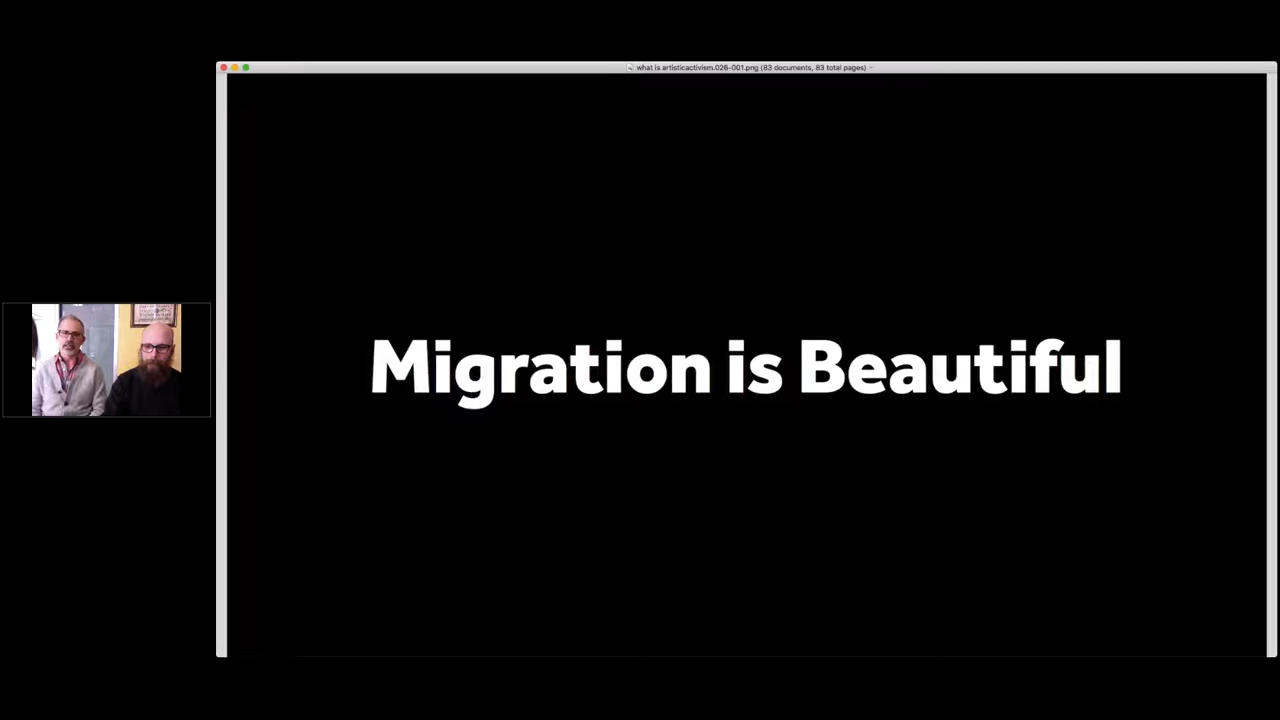 what is artisticactivism.026-001.png (83 documents, 83 total pages)
Migration is Beautiful